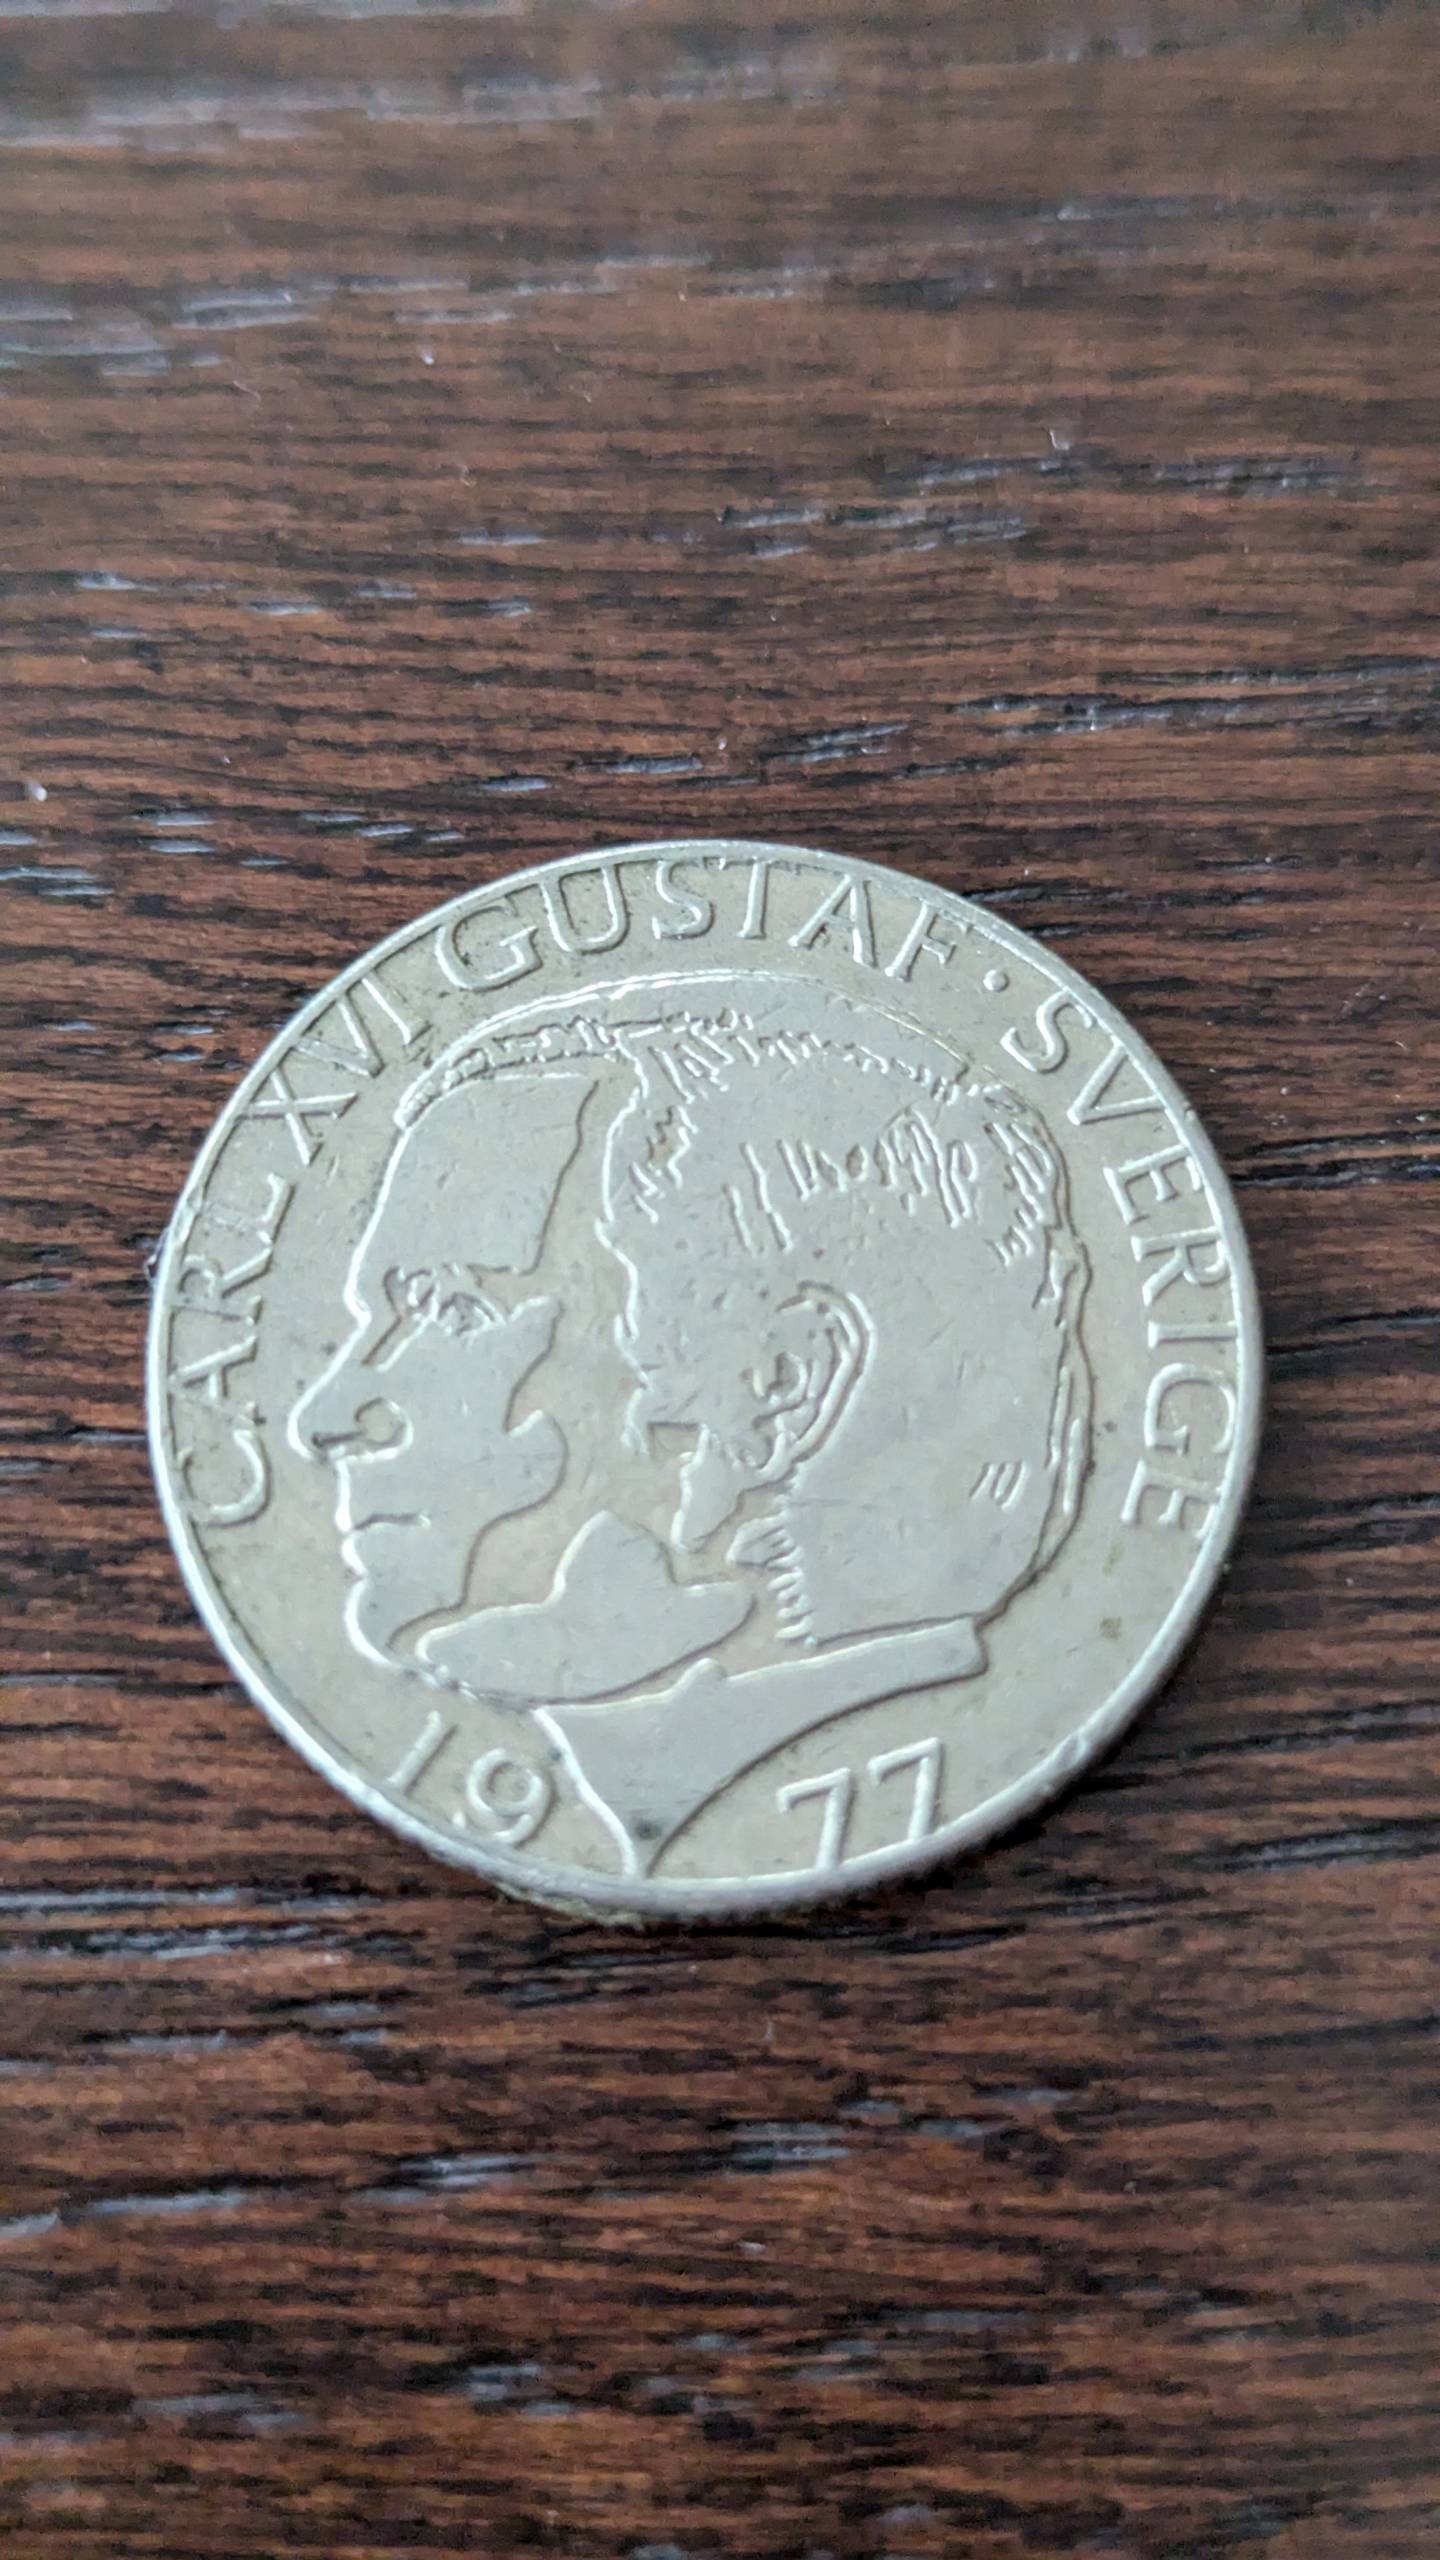 CARL XVI GUSTAF · SVERIGE
1977